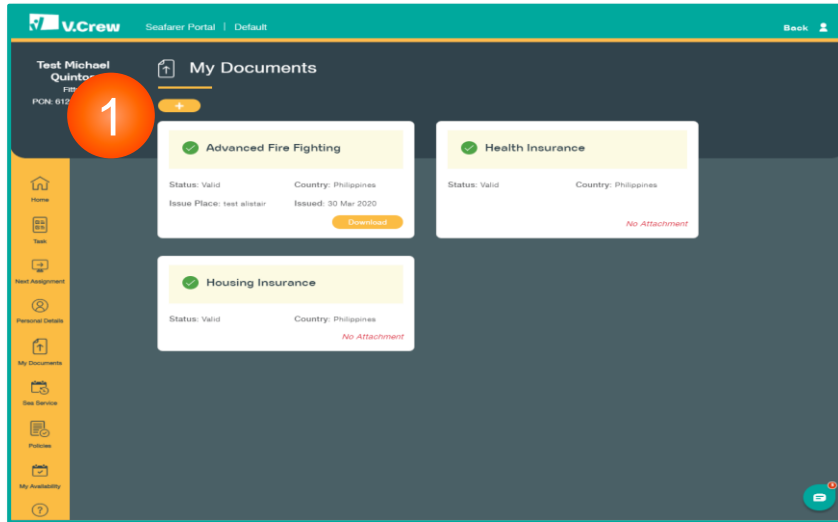 V.Crew
Seafarer Portal | Default
Back
Test Michael
PCN: 612
1
My Documents
+
Advanced Fire Fighting
Status: Valid Country: Philippines
Issue Place: test alistair Issued: 30 Mar 2020
Download
Health Insurance
Status: Valid Country: Philippines
No Attachment
Housing Insurance
Status: Valid Country: Philippines
No Attachment
Home
Task
Next Assignment
Personal Details
My Documents
Sea Service
Policies
My Availability
?